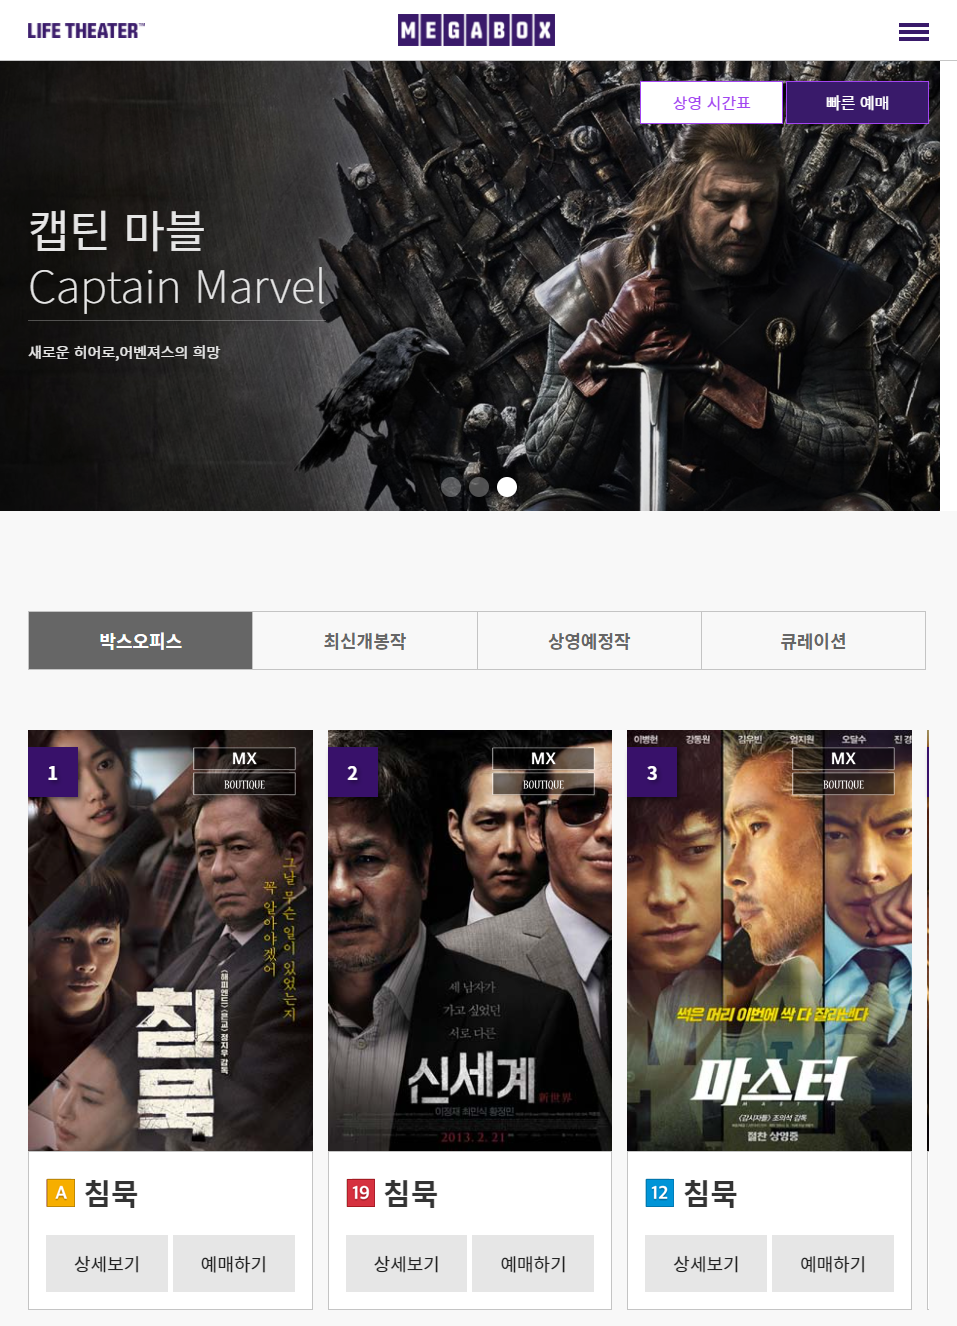 LIFE THEATER™
MEGABOX
상영 시간표
빠른 예매
캡틴 마블
Captain Marvel
새로운 히어로,어벤져스의 희망
박스오피스
최신개봉작
상영예정작
큐레이션
1
MX
BOUTIQUE
그날 무슨 일이 있었는지
꼭 알아야겠어
침묵
정지우 감독
A 침묵
상세보기
예매하기
2
MX
BOUTIQUE
세 남자가
가고 싶었던
서로 다른
신세계
新世界
이정재 최민식 황정민
2013. 2. 21
19 침묵
상세보기
예매하기
이병헌 강동원 김우빈 엄지원 오달수 진 경
3
MX
BOUTIQUE
썩은 머리 이번에 싹 다 잘라낸다
마스터
MASTER
<감시자들> 조의석 감독
절찬 상영중
12 침묵
상세보기
예매하기